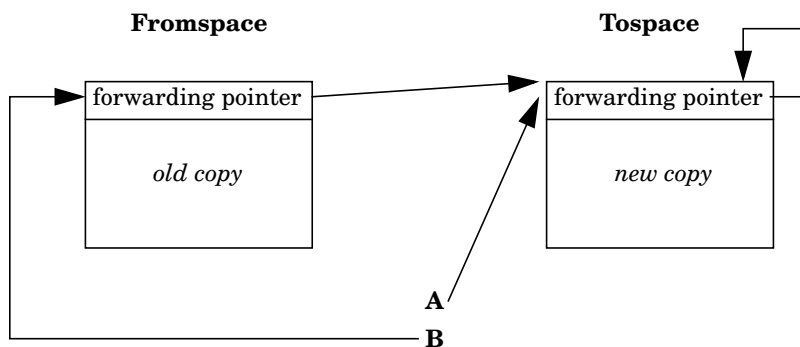 Fromspace
Tospace
forwarding pointer
forwarding pointer
old copy
new copy
A
B